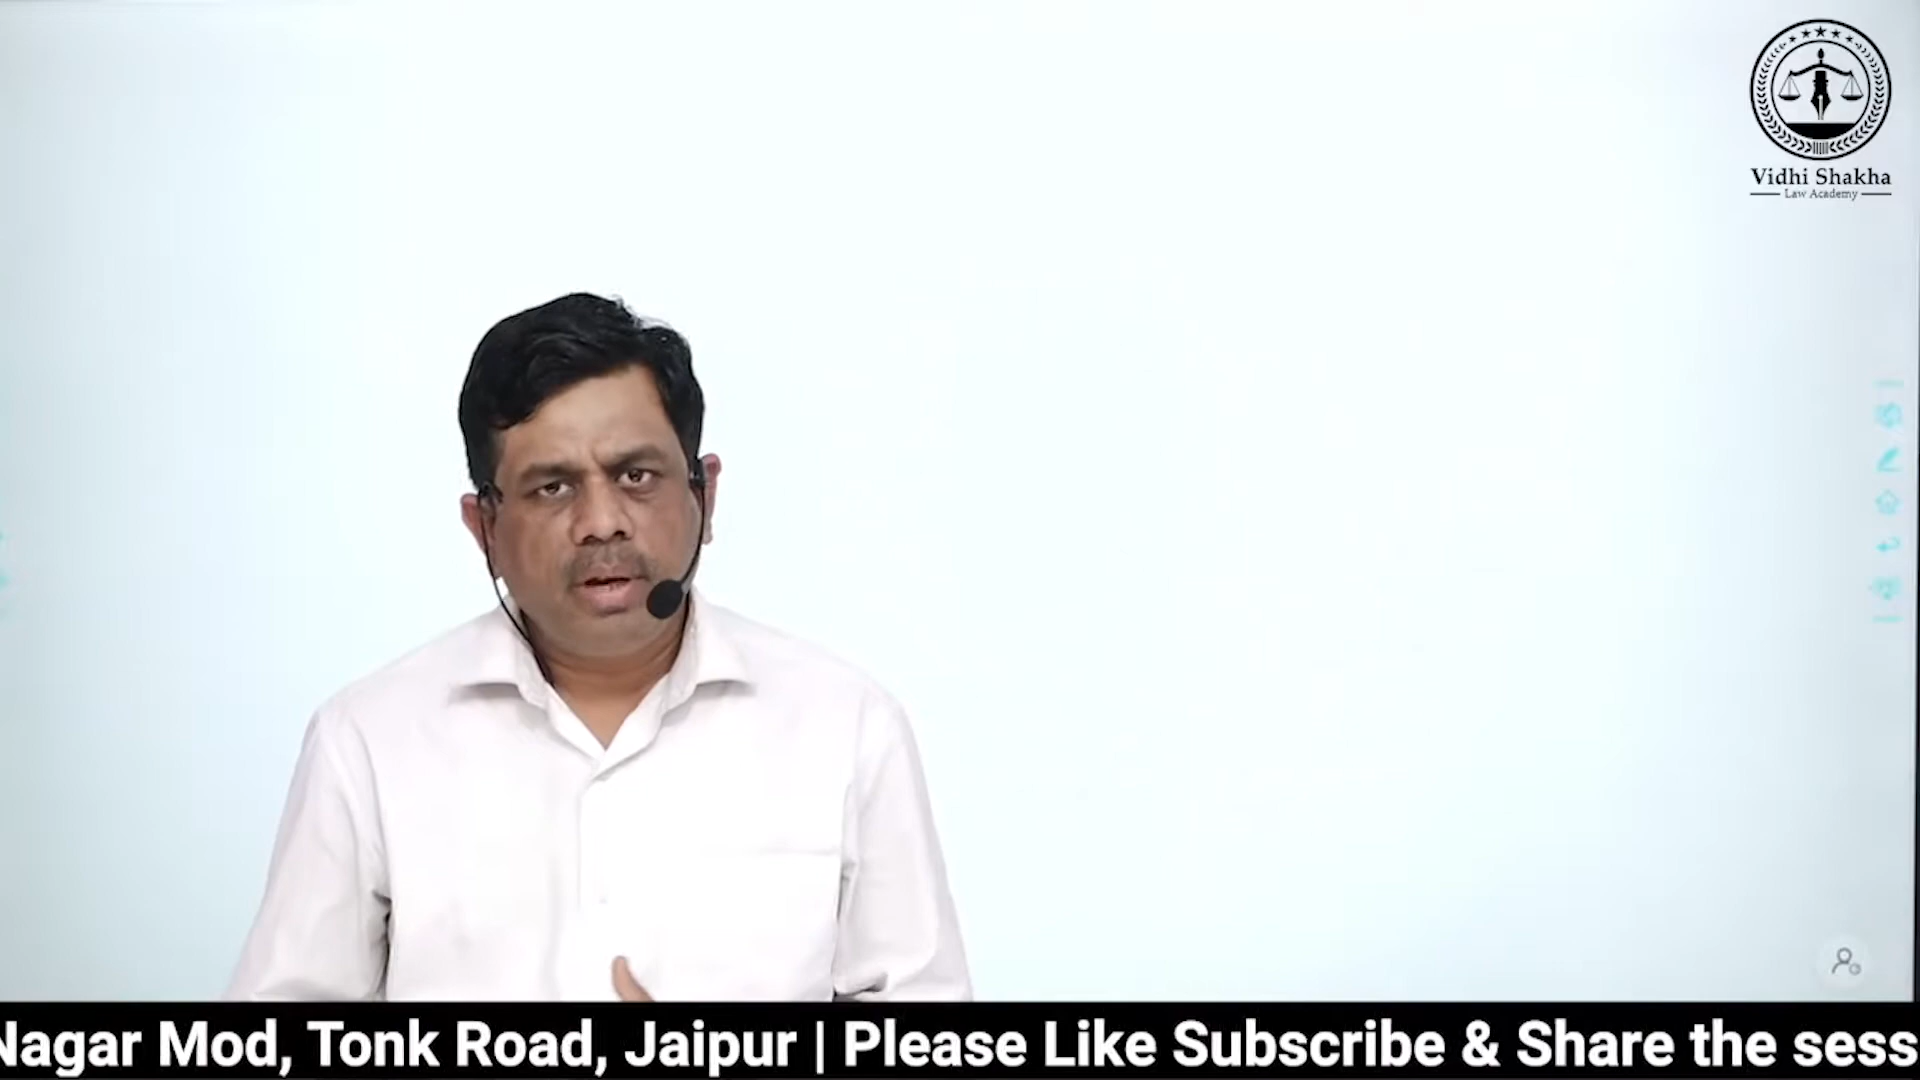 Vidhi Shakha
Law Academy
Nagar Mod, Tonk Road, Jaipur | Please Like Subscribe & Share the sess